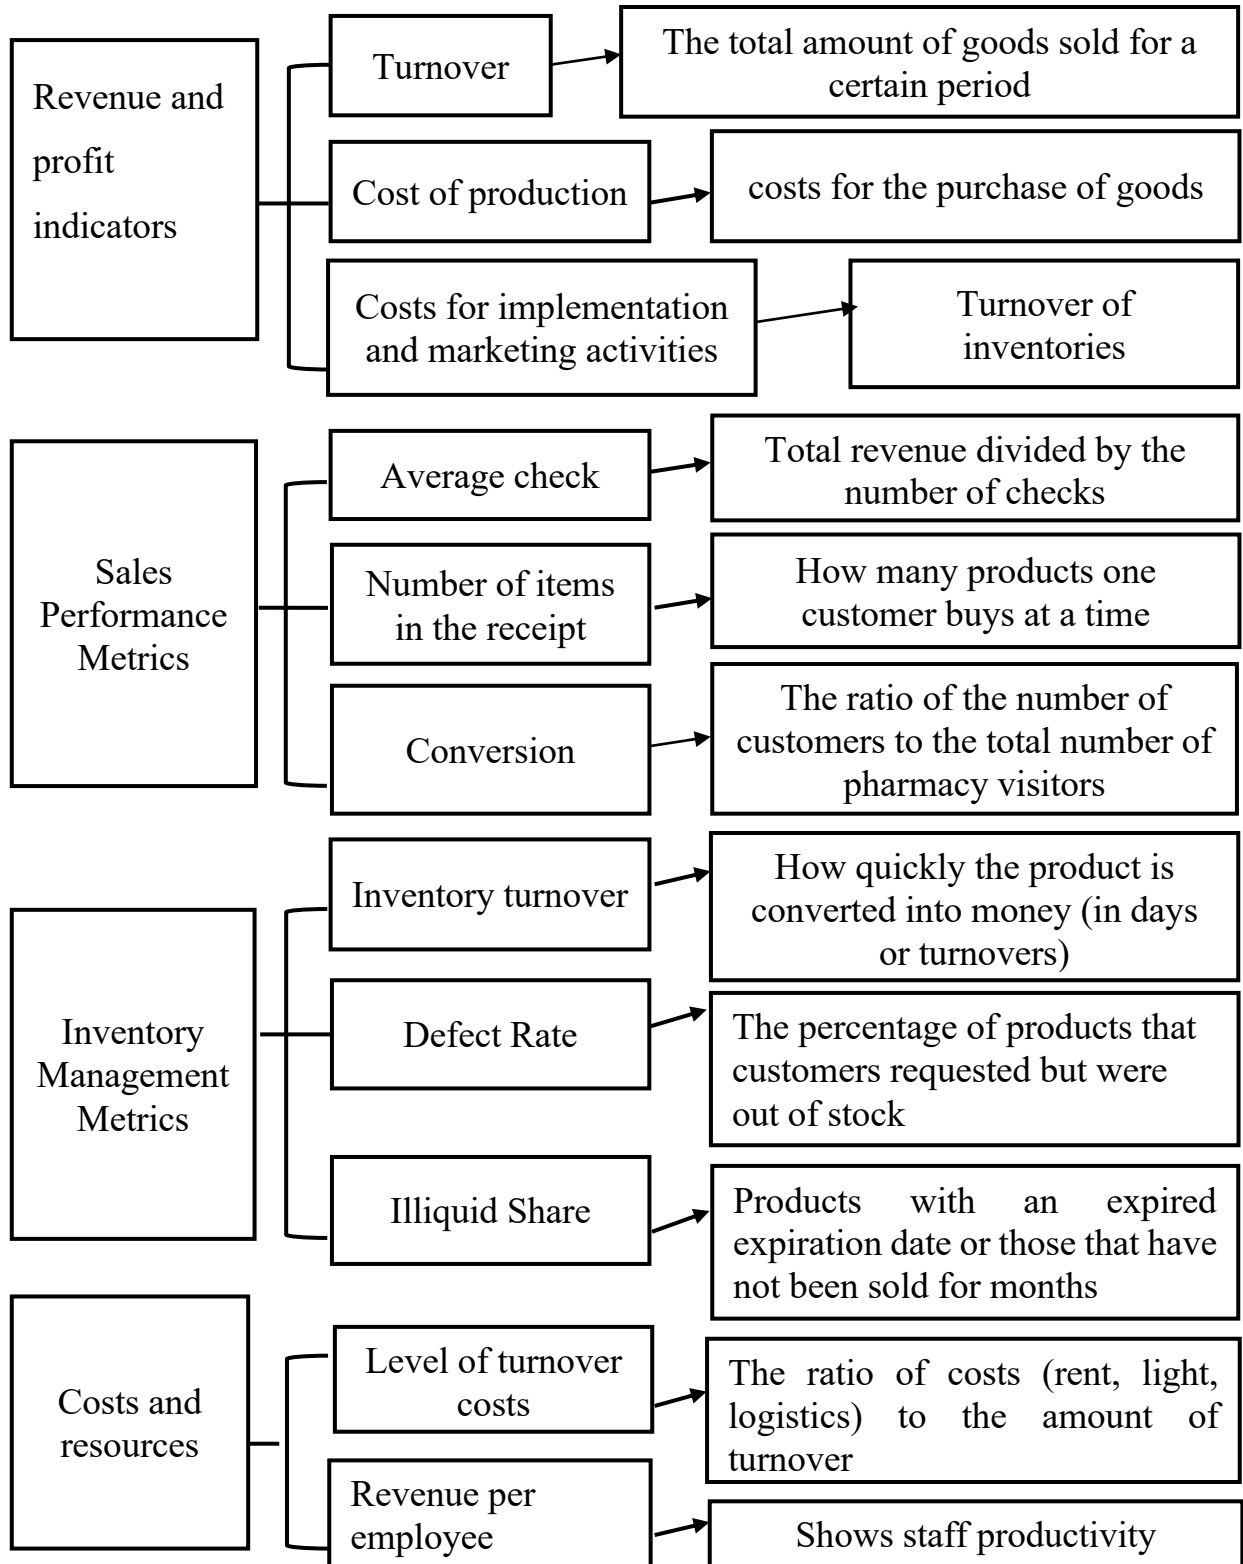 Revenue and
profit
indicators
Turnover
The total amount of goods sold for a
certain period
Cost of production
costs for the purchase of goods
Costs for implementation
and marketing activities
Turnover of
inventories
Sales
Performance
Metrics
Average check
Total revenue divided by the
number of checks
Number of items
in the receipt
How many products one
customer buys at a time
Conversion
The ratio of the number of
customers to the total number of
pharmacy visitors
Inventory
Management
Metrics
Inventory turnover
How quickly the product is
converted into money (in days
or turnovers)
Defect Rate
The percentage of products that
customers requested but were
out of stock
Illiquid Share
Products with an expired
expiration date or those that have
not been sold for months
Costs and
resources
Level of turnover
costs
The ratio of costs (rent, light,
logistics) to the amount of
turnover
Revenue per
employee
Shows staff productivity